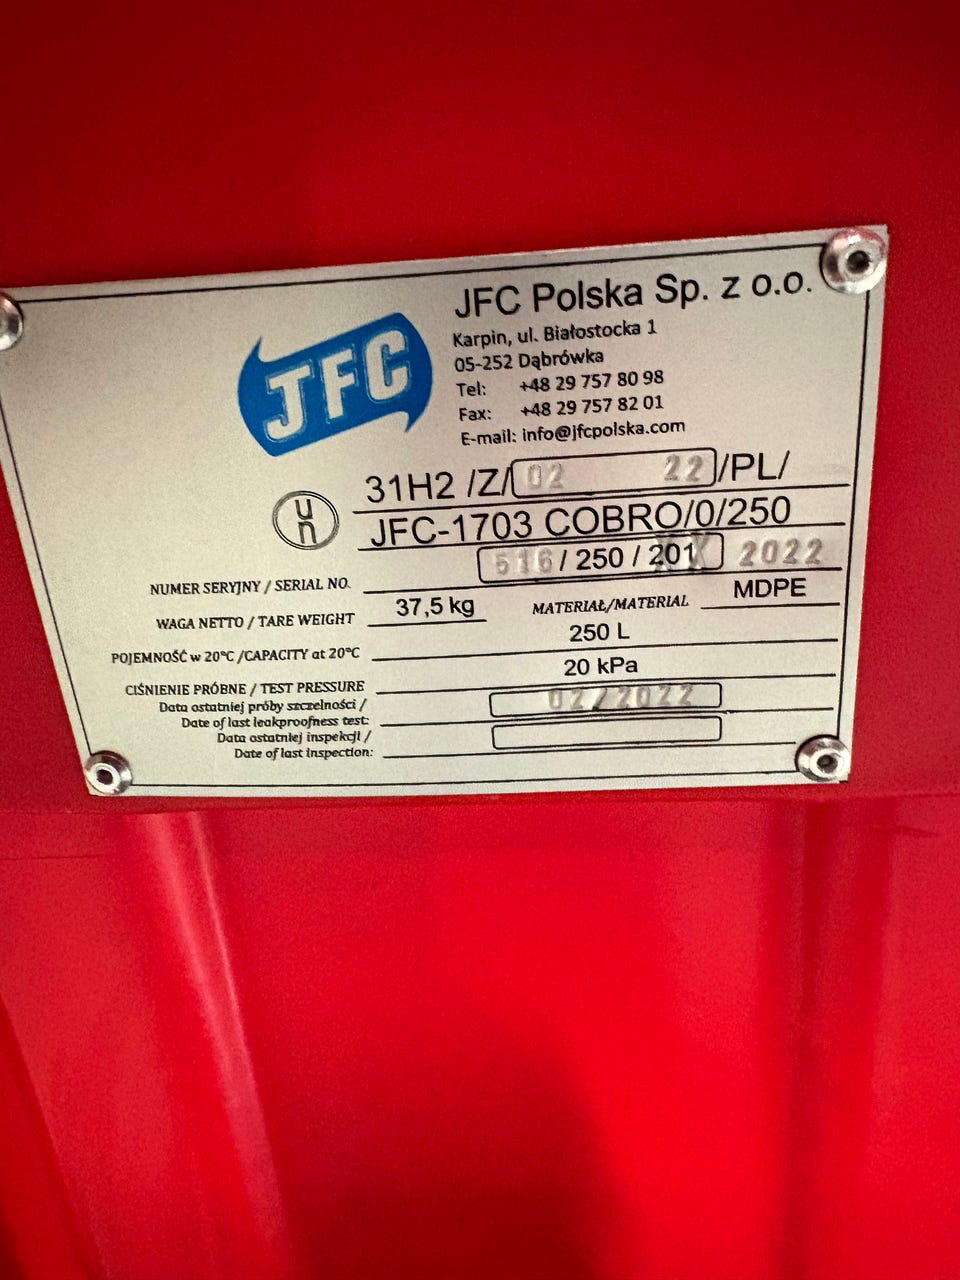 JFC
JFC Polska Sp. z o.o.
Karpin, ul. Białostocka 1
05-252 Dąbrówka
Tel: +48 29 757 80 98
Fax: +48 29 757 82 01
E-mail: info@jfcpolska.com
un
31H2 /Z/ 02 22 /PL/
JFC-1703 COBRO/0/250
NUMER SERYJNY / SERIAL NO. 516 / 250 / 201XX 2022
WAGA NETTO / TARE WEIGHT 37,5 kg MATERIAŁ/MATERIAL MDPE
POJEMNOŚĆ w 20°C /CAPACITY at 20°C 250 L
CIŚNIENIE PRÓBNE / TEST PRESSURE 20 kPa
Data ostatniej próby szczelności /
Date of last leakproofness test: 02/2022
Data ostatniej inspekcji /
Date of last inspection: